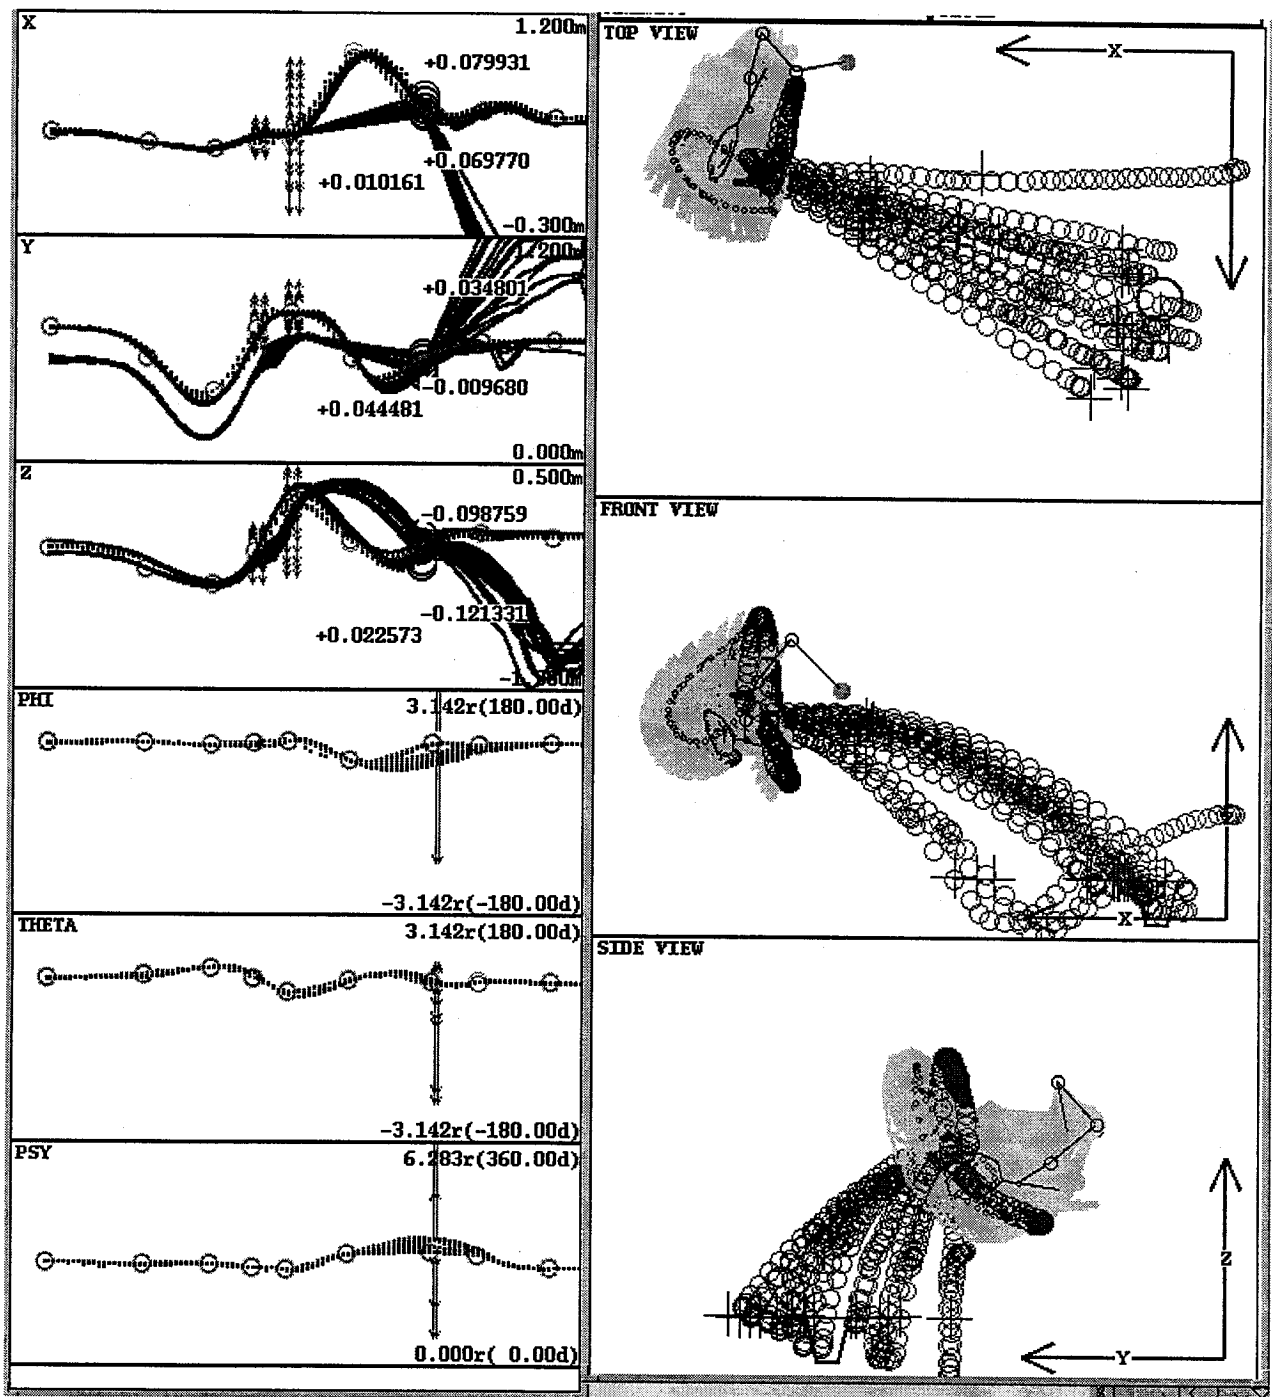 X
1.200m
+0.079931
+0.069770
+0.010161
-0.300m
Y
+0.034801
-0.009680
+0.044481
0.000m
Z
0.500m
-0.098759
-0.121331
+0.022573
PHI
3.142r(180.00d)
-3.142r(-180.00d)
THETA
3.142r(180.00d)
-3.142r(-180.00d)
PSY
6.283r(360.00d)
0.000r( 0.00d)
TOP VIEW
X
FRONT VIEW
X
SIDE VIEW
Z
Y